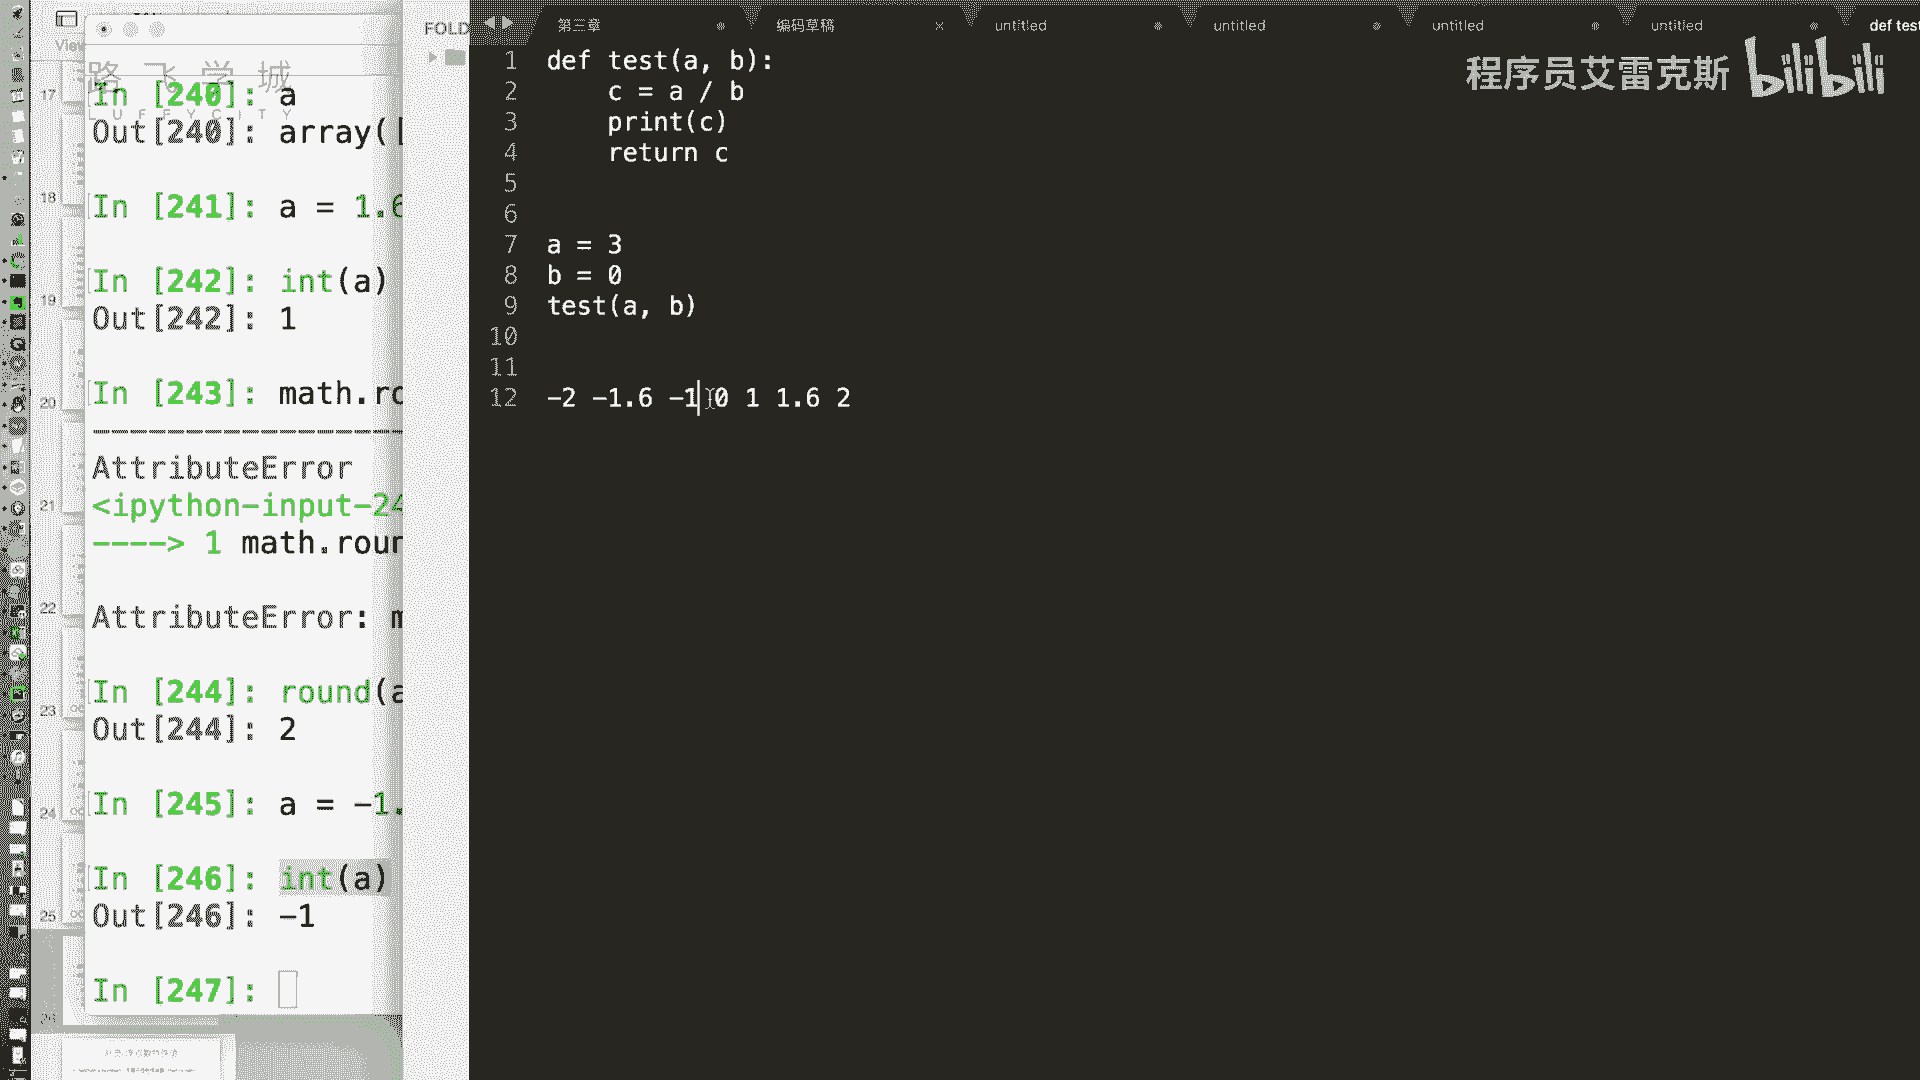 View
路飞学城
LUFFYCITY
17
18
19
20
21
22
23
24
25
26
In [240]: a
Out[240]: array([
In [241]: a = 1.6
In [242]: int(a)
Out[242]: 1
In [243]: math.ro
AttributeError
<ipython-input-24
----> 1 math.roun
AttributeError: m
In [244]: round(a
Out[244]: 2
In [245]: a = -1.
In [246]: int(a)
Out[246]: -1
In [247]:
FOLD
第三章
编码草稿
untitled
untitled
untitled
untitled
def test
程序员艾雷克斯 bilibili
1 def test(a, b):
2     c = a / b
3     print(c)
4     return c
5
6
7 a = 3
8 b = 0
9 test(a, b)
10
11
12 -2 -1.6 -1 0 1 1.6 2